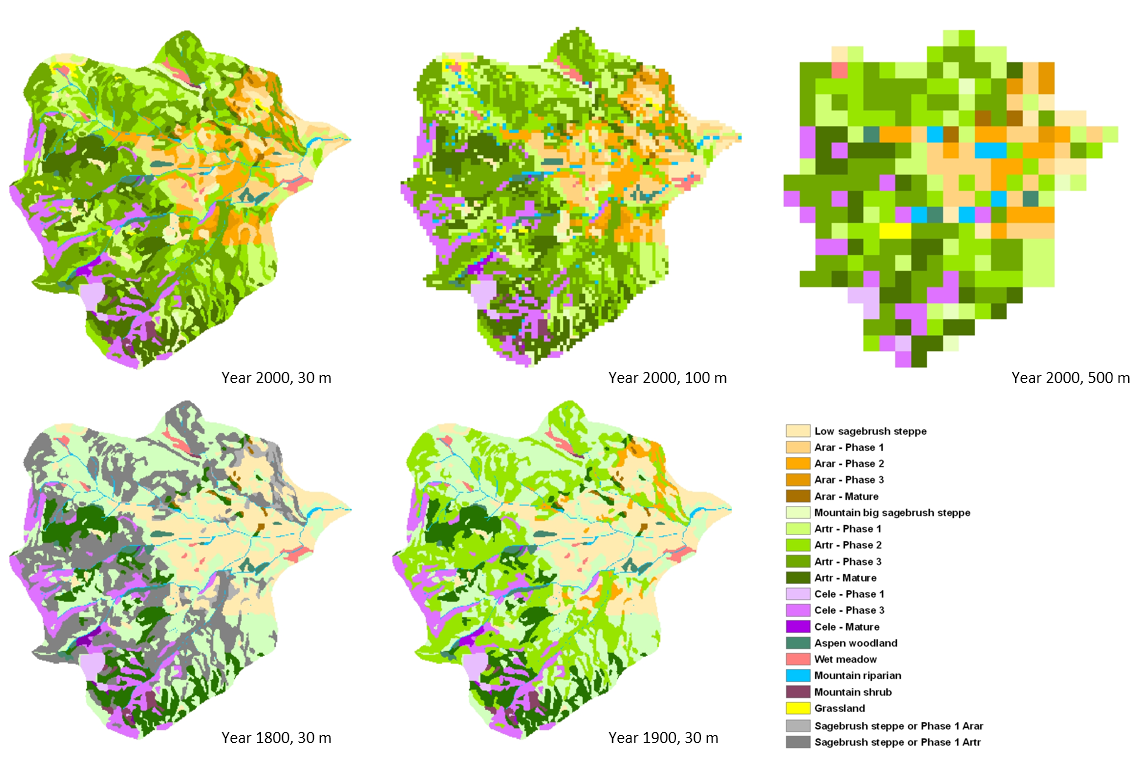 Year 2000, 30 m
Year 2000, 100 m
Year 2000, 500 m
Year 1800, 30 m
Year 1900, 30 m
Low sagebrush steppe
Arar - Phase 1
Arar - Phase 2
Arar - Phase 3
Arar - Mature
Mountain big sagebrush steppe
Artr - Phase 1
Artr - Phase 2
Artr - Phase 3
Artr - Mature
Cele - Phase 1
Cele - Phase 3
Cele - Mature
Aspen woodland
Wet meadow
Mountain riparian
Mountain shrub
Grassland
Sagebrush steppe or Phase 1 Arar
Sagebrush steppe or Phase 1 Artr